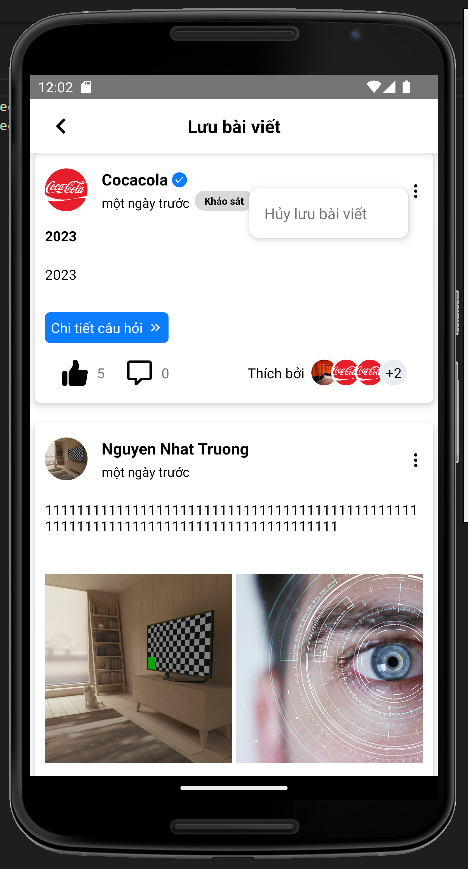 12:02
Lưu bài viết
Coca Cola
Cocacola
một ngày trước
Khảo sát
Hủy lưu bài viết
2023
2023
Chi tiết câu hỏi »
5
0
Thích bởi
+2
Nguyen Nhat Truong
một ngày trước